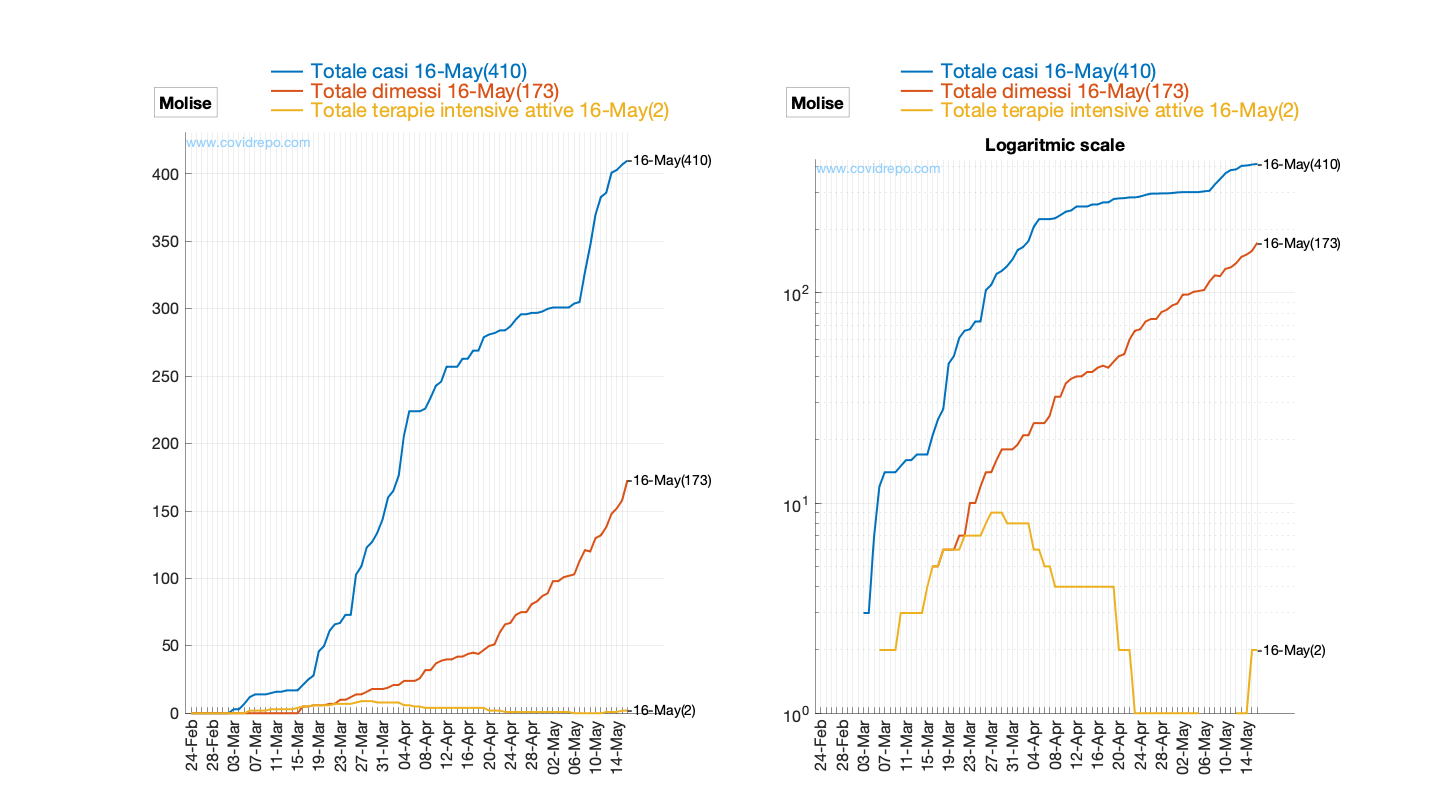 Totale casi 16-May(410)
Totale dimessi 16-May(173)
Totale terapie intensive attive 16-May(2)
Molise
www.covidrepo.com
400
350
300
250
200
150
100
50
0
16-May(410)
16-May(173)
16-May(2)
24-Feb
28-Feb
03-Mar
07-Mar
11-Mar
15-Mar
19-Mar
23-Mar
27-Mar
31-Mar
04-Apr
08-Apr
12-Apr
16-Apr
20-Apr
24-Apr
28-Apr
02-May
06-May
10-May
14-May
Totale casi 16-May(410)
Totale dimessi 16-May(173)
Totale terapie intensive attive 16-May(2)
Molise
Logaritmic scale
www.covidrepo.com
10²
10¹
10⁰
16-May(410)
16-May(173)
16-May(2)
24-Feb
28-Feb
03-Mar
07-Mar
11-Mar
15-Mar
19-Mar
23-Mar
27-Mar
31-Mar
04-Apr
08-Apr
12-Apr
16-Apr
20-Apr
24-Apr
28-Apr
02-May
06-May
10-May
14-May